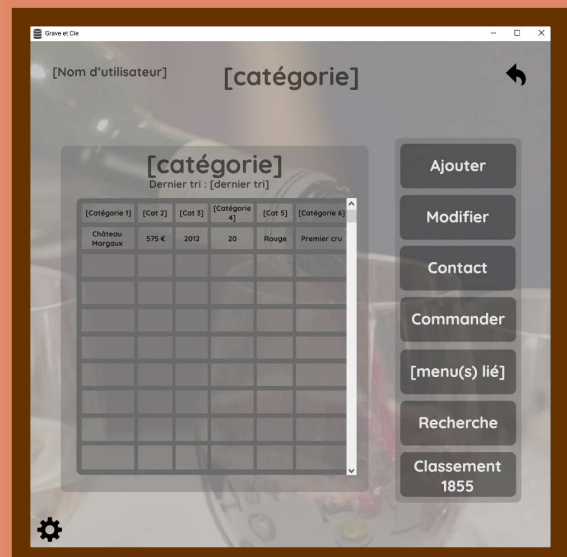 Grave et Cie
[Nom d'utilisateur]
[catégorie]
[catégorie]
Dernier tri : [dernier
tri]
[Catégorie 1] [Cat 2] [Cat 3] [Catégorie
4] [Cat 5] [Catégorie 6]
Château
Margaux 575 € 2012 20 Rouge Premier cru
Ajouter
Modifier
Contact
Commander
[menu(s) lié]
Recherche
Classement
1855